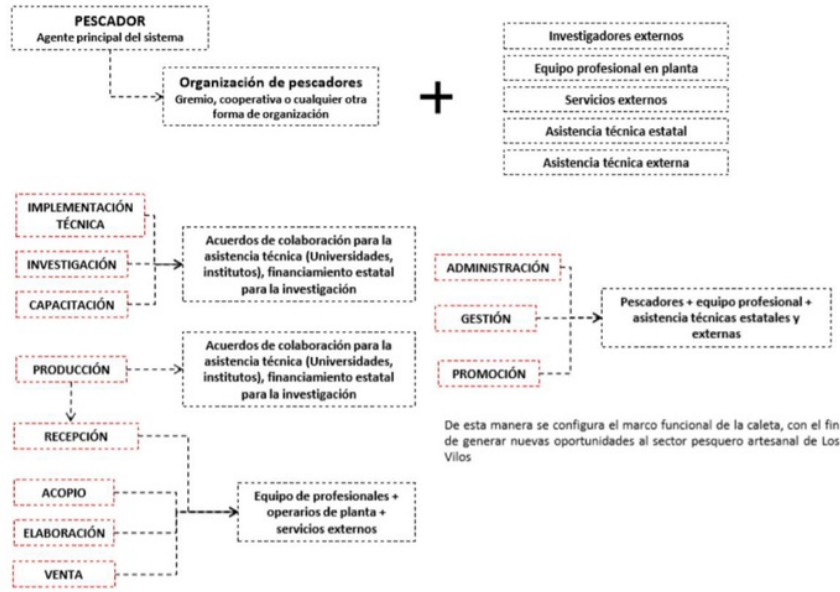 PESCADOR
Agente principal del sistema
Organización de pescadores
Gremio, cooperativa o cualquier otra
forma de organización
+
Investigadores externos
Equipo profesional en planta
Servicios externos
Asistencia técnica estatal
Asistencia técnica externa
IMPLEMENTACIÓN
TÉCNICA
INVESTIGACIÓN
CAPACITACIÓN
Acuerdos de colaboración para la
asistencia técnica (Universidades,
institutos), financiamiento estatal
para la investigación
PRODUCCIÓN
Acuerdos de colaboración para la
asistencia técnica (Universidades,
institutos), financiamiento estatal
para la investigación
RECEPCIÓN
ACOPIO
ELABORACIÓN
VENTA
Equipo de profesionales +
operarios de planta +
servicios externos
ADMINISTRACIÓN
GESTIÓN
PROMOCIÓN
Pescadores + equipo profesional +
asistencia técnicas estatales y
externas
De esta manera se configura el marco funcional de la caleta, con el fin
de generar nuevas oportunidades al sector pesquero artesanal de Los
Vilos